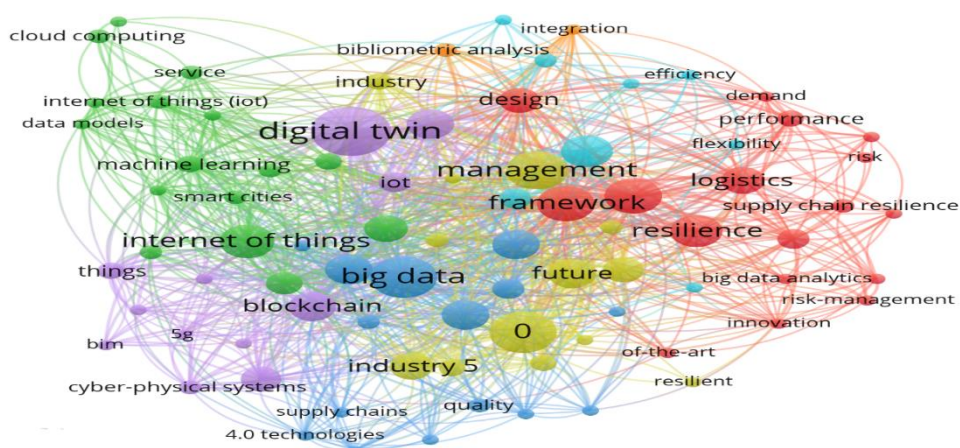 integration
cloud computing
bibliometric analysis
service
industry
efficiency
internet of things (iot)
design
demand
data models
digital twin
performance
flexibility
risk
machine learning
management
iot
logistics
smart cities
framework
supply chain resilience
internet of things
resilience
things
big data
future
big data analytics
blockchain
risk-management
5g
0
innovation
bim
of-the-art
industry 5
cyber-physical systems
resilient
supply chains
quality
4.0 technologies